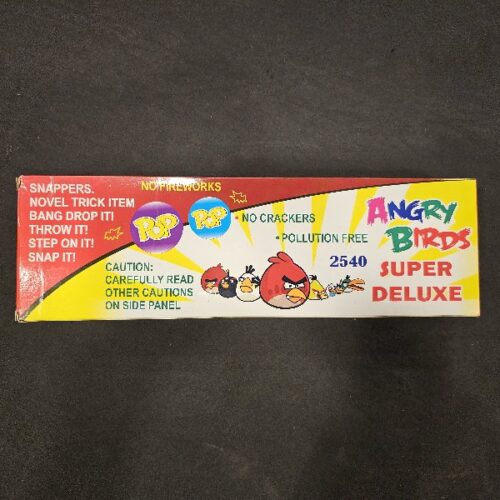 SNAPPERS.
NOVEL TRICK ITEM
BANG DROP IT!
THROW IT!
STEP ON IT!
SNAP IT!
NO FIREWORKS
POP
POP
• NO CRACKERS
• POLLUTION FREE
CAUTION:
CAREFULLY READ
OTHER CAUTIONS
ON SIDE PANEL
2540
ANGRY
BIRDS
SUPER
DELUXE